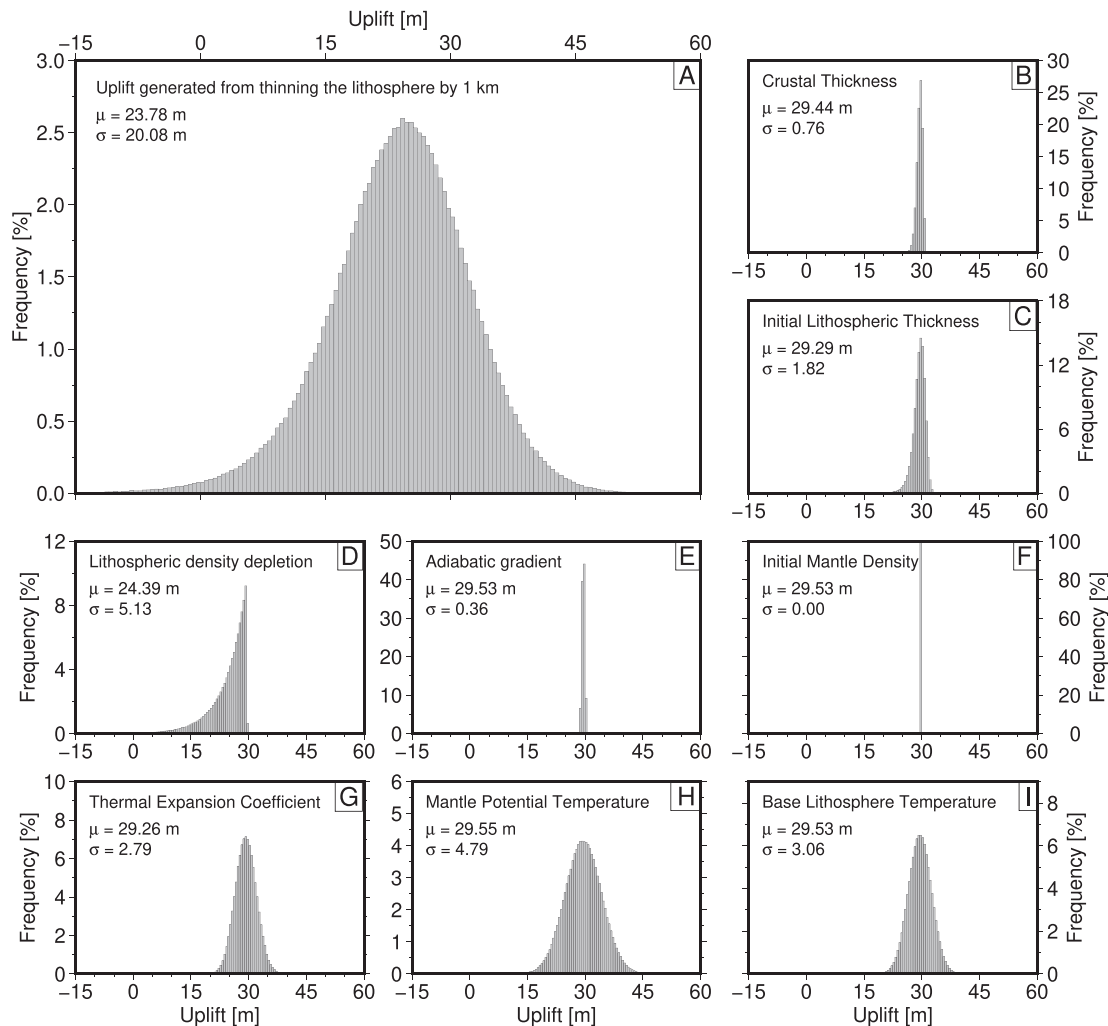 Uplift [m]
−15 0 15 30 45 60
3.0
2.5
2.0
1.5
1.0
0.5
0.0
Frequency [%]
A
Uplift generated from thinning the lithosphere by 1 km
μ = 23.78 m
σ = 20.08 m
B
Crustal Thickness
μ = 29.44 m
σ = 0.76
30
25
20
15
10
5
0
Frequency [%]
−15 0 15 30 45 60
C
Initial Lithospheric Thickness
μ = 29.29 m
σ = 1.82
18
12
6
0
Frequency [%]
−15 0 15 30 45 60
D
Lithospheric density depletion
μ = 24.39 m
σ = 5.13
12
8
4
0
Frequency [%]
−15 0 15 30 45 60
E
Adiabatic gradient
μ = 29.53 m
σ = 0.36
50
40
30
20
10
0
−15 0 15 30 45 60
F
Initial Mantle Density
μ = 29.53 m
σ = 0.00
100
80
60
40
20
0
Frequency [%]
−15 0 15 30 45 60
G
Thermal Expansion Coefficient
μ = 29.26 m
σ = 2.79
10
8
6
4
2
0
Frequency [%]
−15 0 15 30 45 60
Uplift [m]
H
Mantle Potential Temperature
μ = 29.55 m
σ = 4.79
6
5
4
3
2
1
0
−15 0 15 30 45 60
Uplift [m]
I
Base Lithosphere Temperature
μ = 29.53 m
σ = 3.06
8
6
4
2
0
Frequency [%]
−15 0 15 30 45 60
Uplift [m]